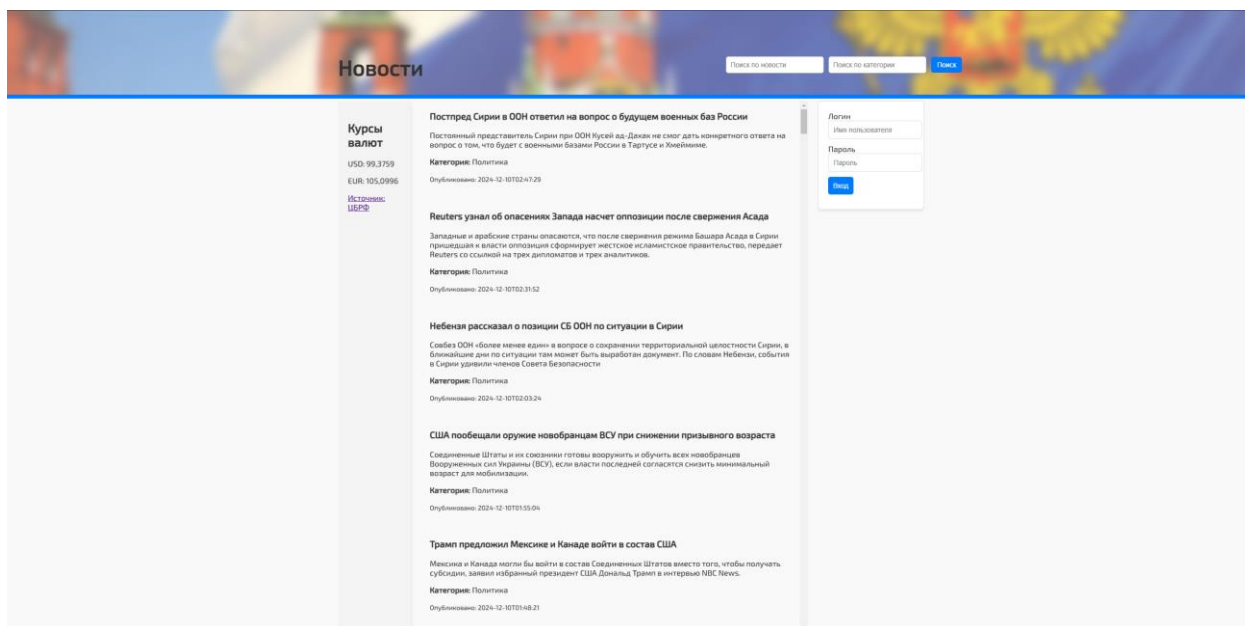 Новости
Поиск по новости
Поиск по категории
Поиск
Курсы
валют
USD: 99,3759
EUR: 105,0996
Источник:
ЦБРФ
Постпред Сирии в ООН ответил на вопрос о будущем военных баз России
Постоянный представитель Сирии при ООН Кусей ад-Даххак не смог дать конкретного ответа на
вопрос о том, что будет с военными базами России в Тартусе и Хмеймиме.
Категория: Политика
Опубликовано: 2024-12-10T02:47:29
Reuters узнал об опасениях Запада насчет оппозиции после свержения Асада
Западные и арабские страны опасаются, что после свержения режима Башара Асада в Сирии
пришедшая к власти оппозиция сформирует жесткое исламистское правительство, передает
Reuters со ссылкой на трех дипломатов и трех аналитиков.
Категория: Политика
Опубликовано: 2024-12-10T02:31:52
Небензя рассказал о позиции СБ ООН по ситуации в Сирии
Совбез ООН «более менее един» в вопросе о сохранении территориальной целостности Сирии, в
ближайшие дни по ситуации там может быть выработан документ. По словам Небензи, события
в Сирии удивили членов Совета Безопасности
Категория: Политика
Опубликовано: 2024-12-10T02:03:24
США пообещали оружие новобранцам ВСУ при снижении призывного возраста
Соединенные Штаты и их союзники готовы вооружить и обучить всех новобранцев
Вооруженных сил Украины (ВСУ), если власти последней согласятся снизить минимальный
возраст для мобилизации.
Категория: Политика
Опубликовано: 2024-12-10T01:55:04
Трамп предложил Мексике и Канаде войти в состав США
Мексика и Канада могли бы войти в состав Соединенных Штатов вместо того, чтобы получать
субсидии, заявил избранный президент США Дональд Трамп в интервью NBC News.
Категория: Политика
Опубликовано: 2024-12-10T01:48:21
Логин
Имя пользователя
Пароль
Пароль
Вход